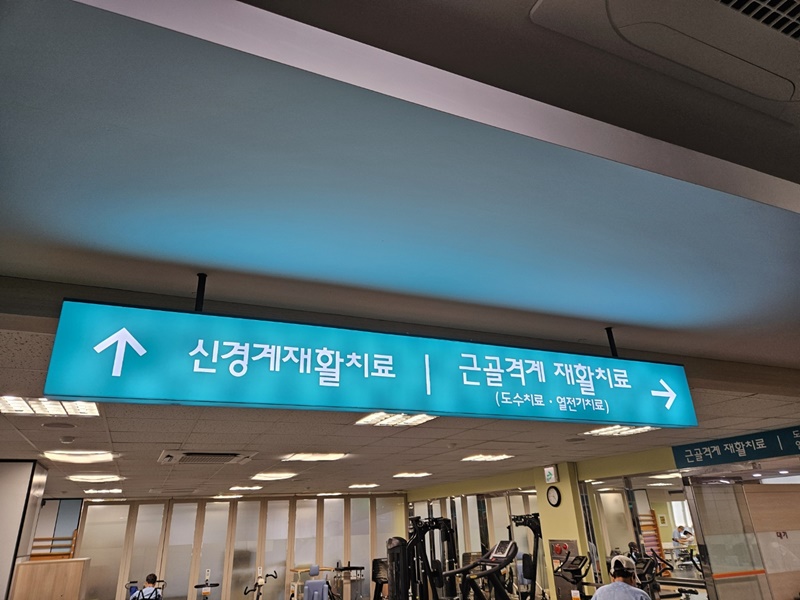 ↑ 신경계재활치료 | 근골격계 재활치료 →
(도수치료 · 열전기치료)
근골격계 재활치료 |